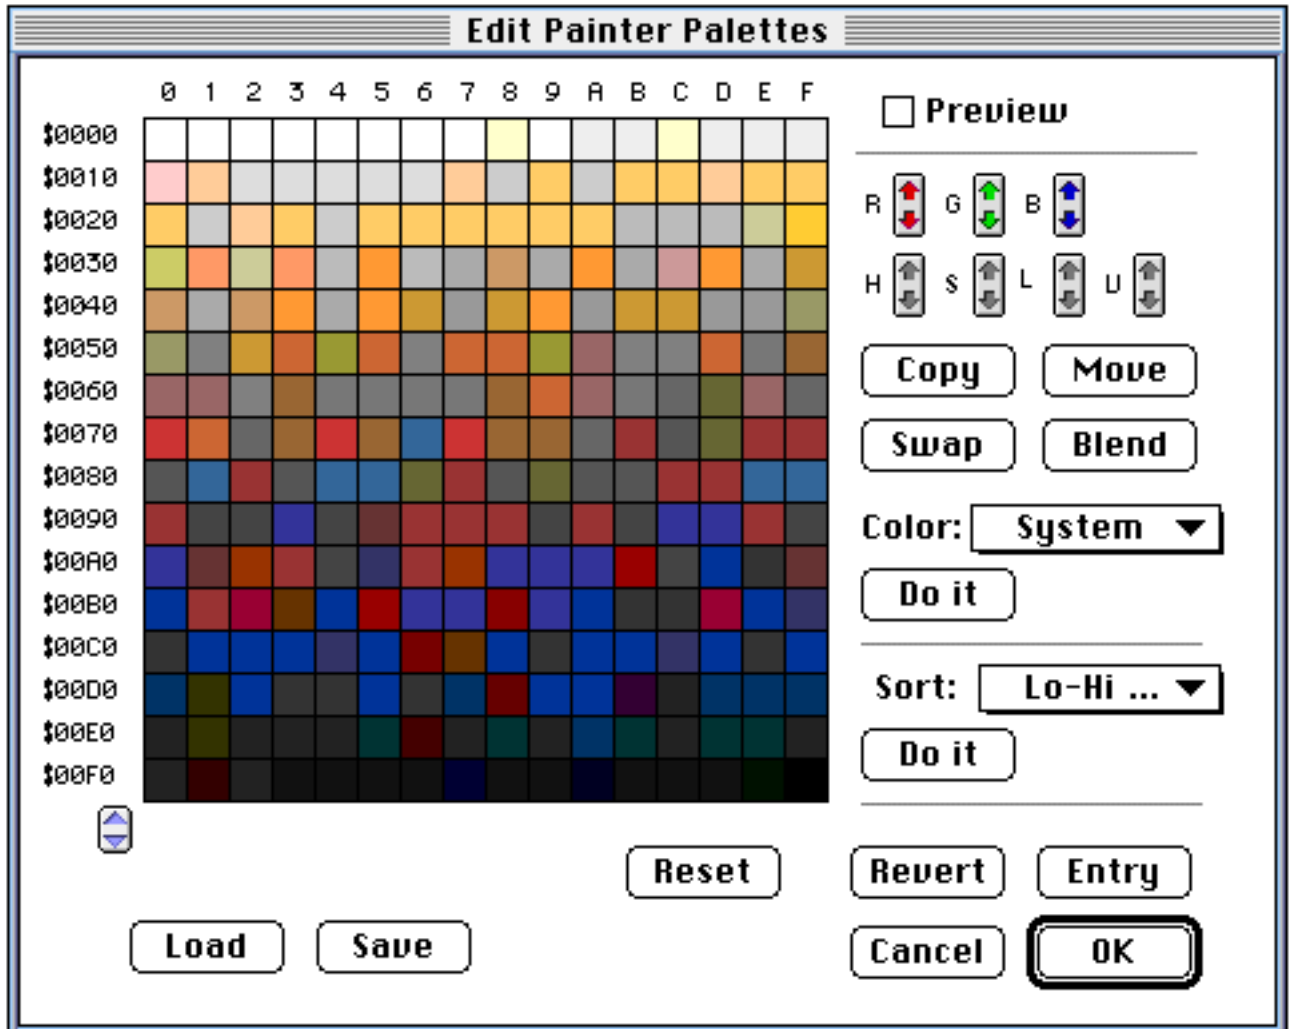 Edit Painter Palettes
0 1 2 3 4 5 6 7 8 9 A B C D E F
$0000
$0010
$0020
$0030
$0040
$0050
$0060
$0070
$0080
$0090
$00A0
$00B0
$00C0
$00D0
$00E0
$00F0
Preview
R G B
H S L V
Copy Move
Swap Blend
Color: System
Do it
Sort: Lo-Hi ...
Do it
Reset Revert Entry
Load Save Cancel OK